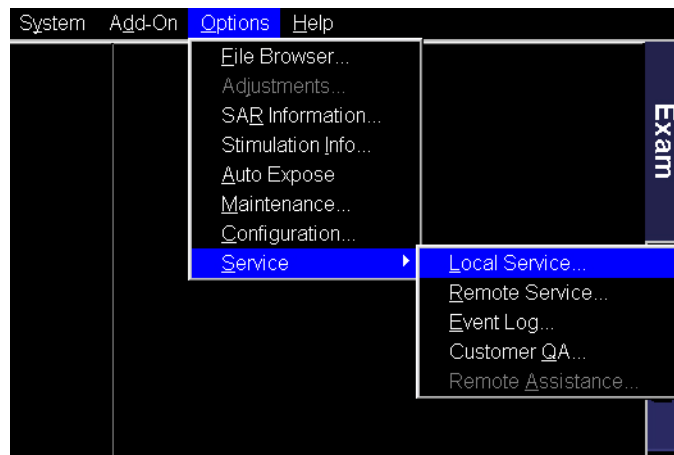 System Add-On Options Help
File Browser...
Adjustments...
SAR Information...
Stimulation Info...
Auto Expose
Maintenance...
Configuration...
Service
Local Service...
Remote Service...
Event Log...
Customer QA...
Remote Assistance...
Exam